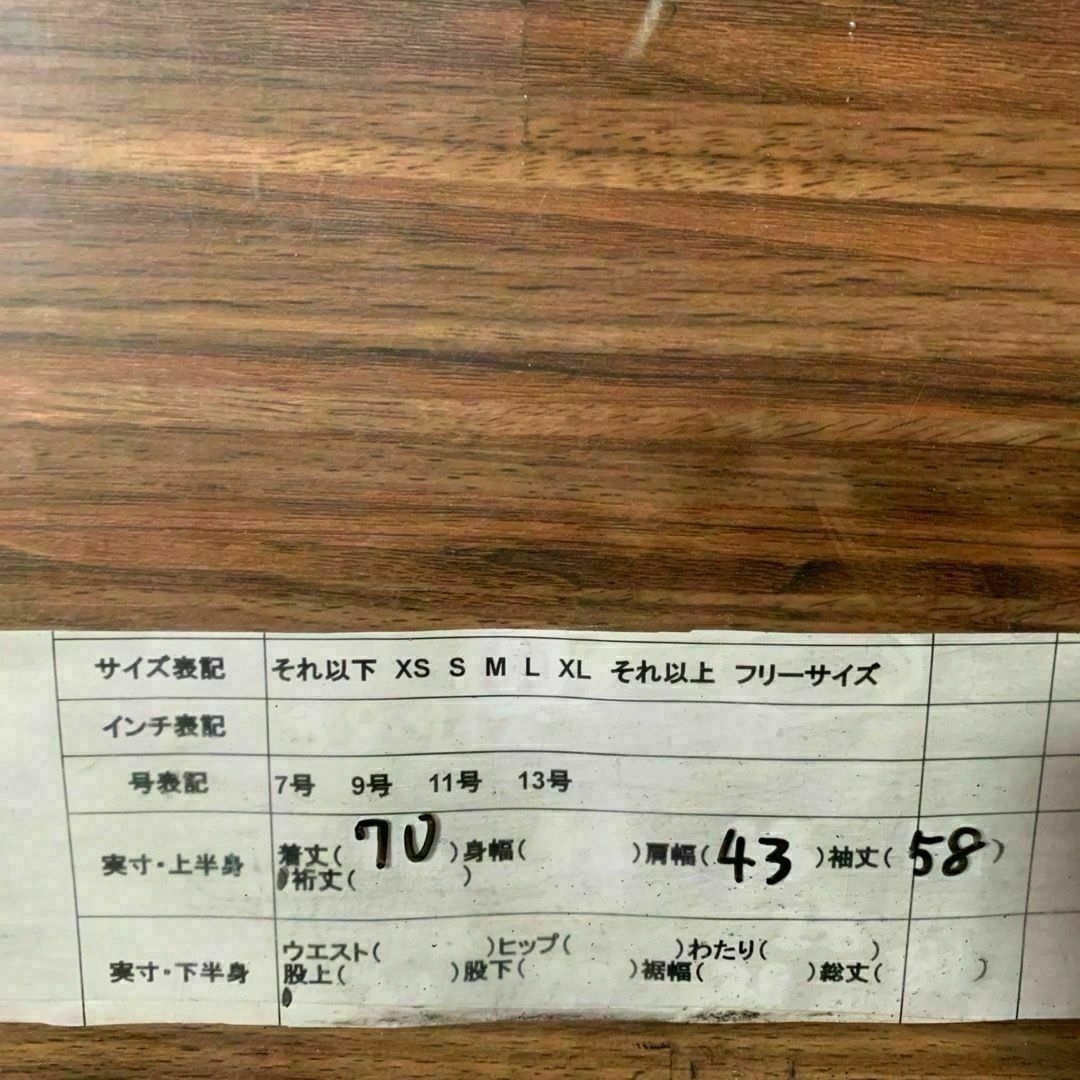 サイズ表記 それ以下 XS S M L XL それ以上 フリーサイズ
インチ表記
号表記 7号 9号 11号 13号
実寸・上半身 着丈( 70 )身幅( )肩幅( 43 )袖丈( 58 )
裄丈( )
実寸・下半身 ウエスト( )ヒップ( )わたり( )
股上( )股下( )裾幅( )総丈( )